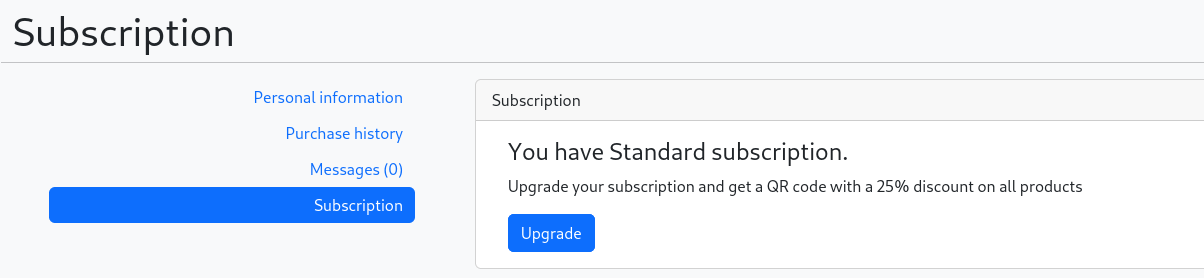 Subscription
Personal information
Purchase history
Messages (0)
Subscription
Subscription
You have Standard subscription.
Upgrade your subscription and get a QR code with a 25% discount on all products
Upgrade